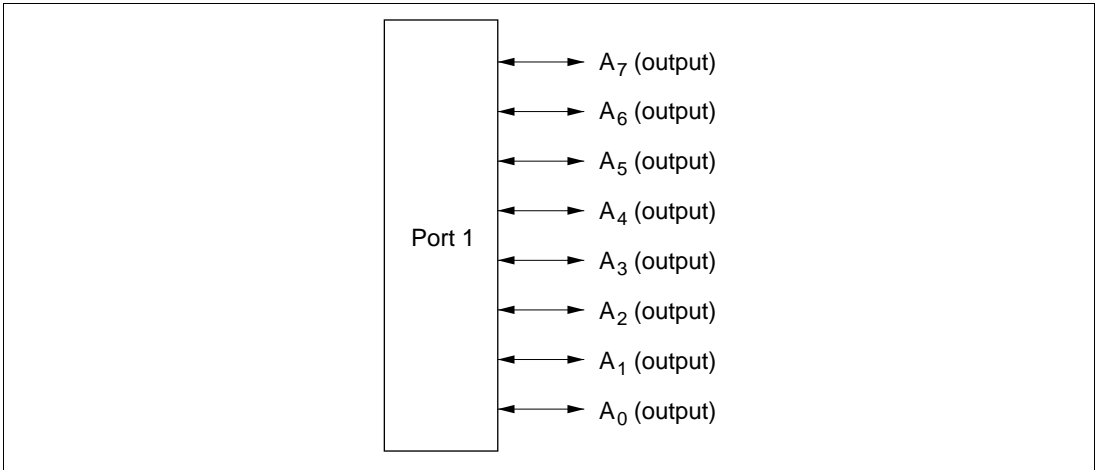 A7 (output)
A6 (output)
A5 (output)
A4 (output)
Port 1
A3 (output)
A2 (output)
A1 (output)
A0 (output)